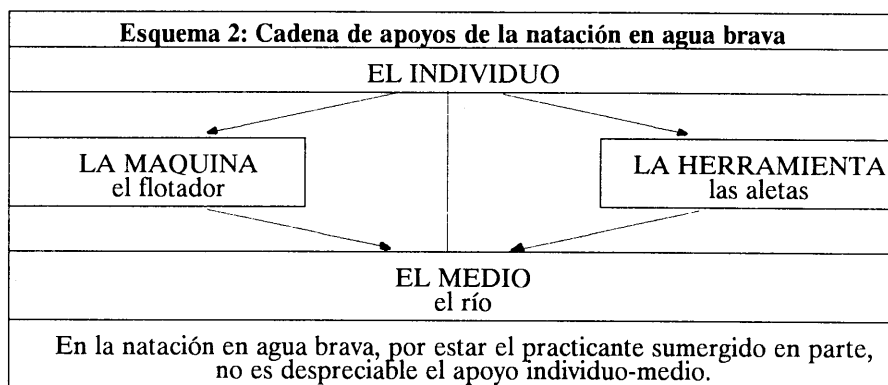 Esquema 2: Cadena de apoyos de la natación en agua brava
EL INDIVIDUO
LA MAQUINA
el flotador
LA HERRAMIENTA
las aletas
EL MEDIO
el río
En la natación en agua brava, por estar el practicante sumergido en parte,
no es despreciable el apoyo individuo-medio.